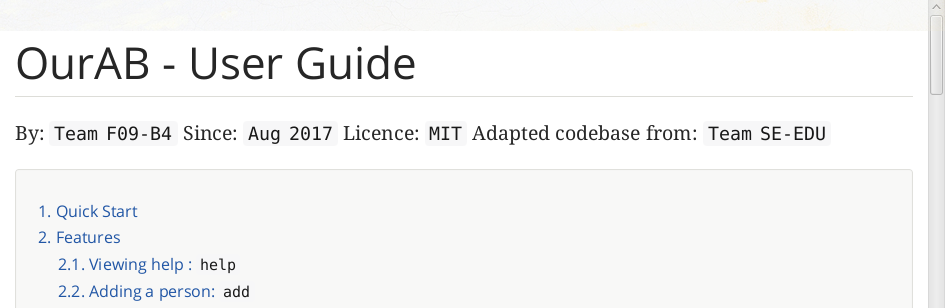 OurAB - User Guide
By: Team F09-B4 Since: Aug 2017 Licence: MIT Adapted codebase from: Team SE-EDU
1. Quick Start
2. Features
2.1. Viewing help : help
2.2. Adding a person: add